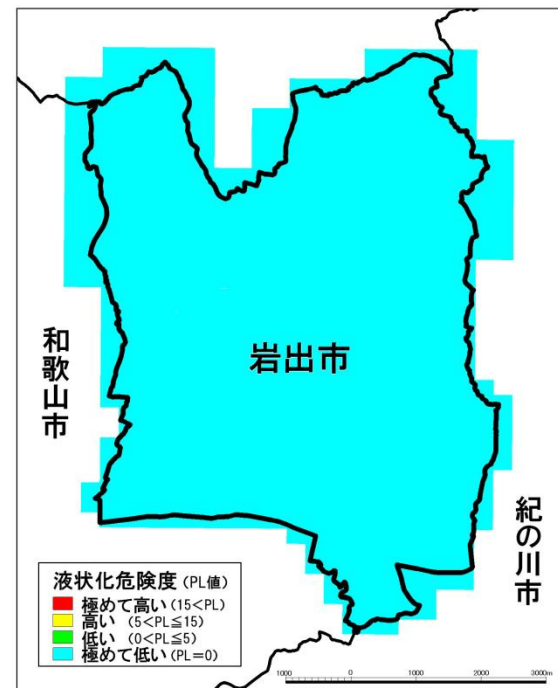 岩出市
和歌山市
紀の川市
液状化危険度 (PL値)
極めて高い (15<PL)
高い (5<PL≦15)
低い (0<PL≦5)
極めて低い (PL=0)
1000 0 1000 2000 3000m